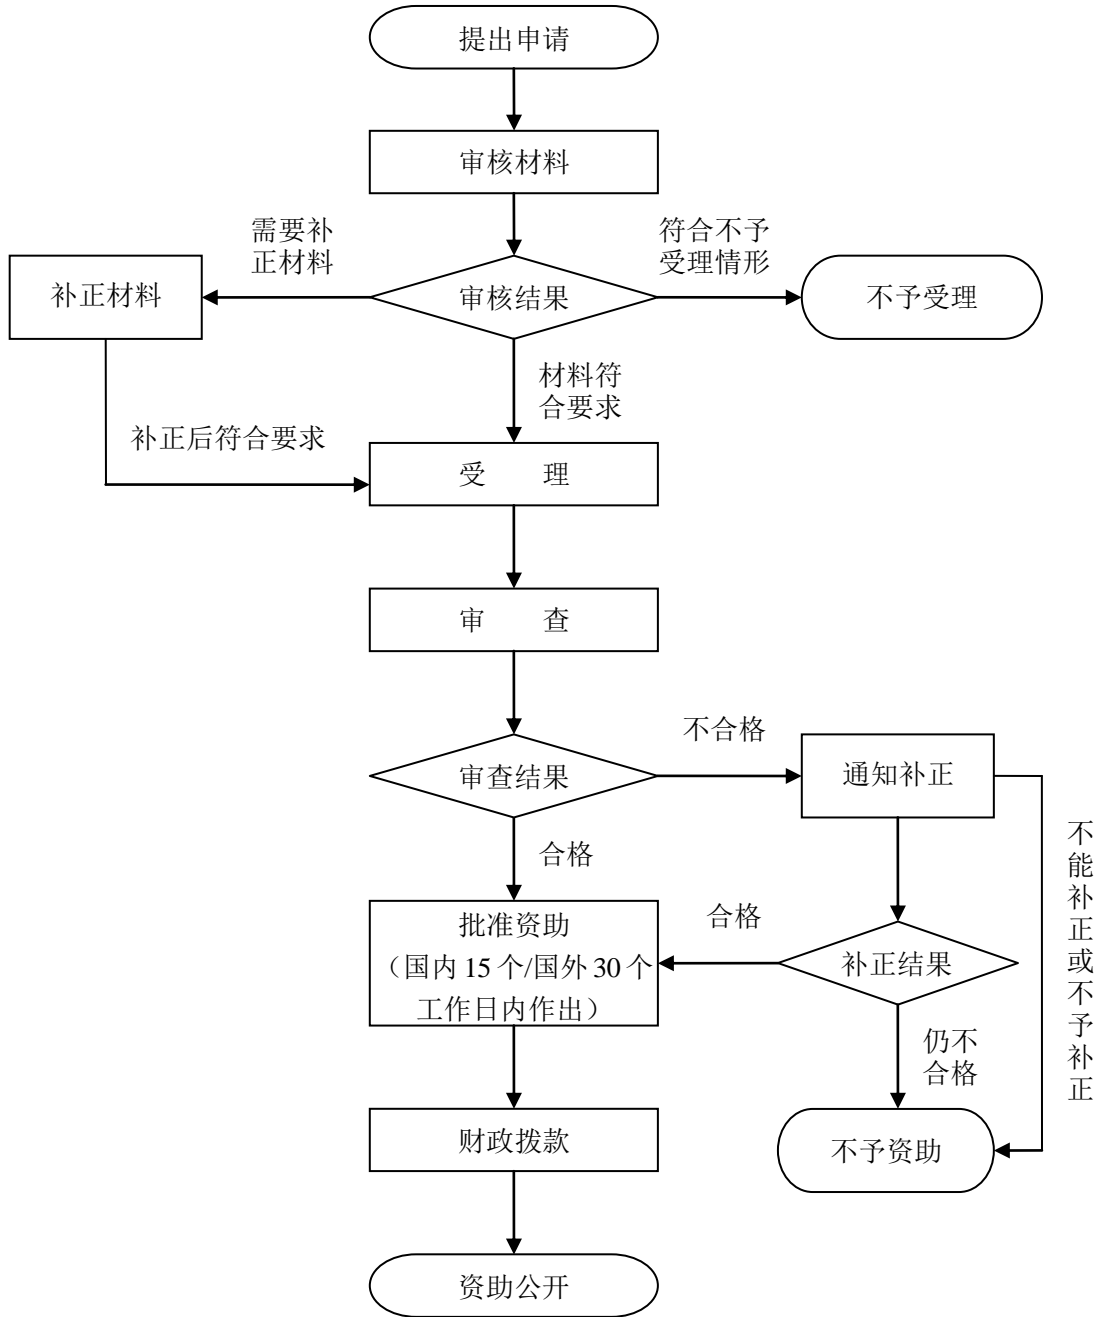 提出申请
审核材料
需要补
正材料
符合不予
受理情形
补正材料
审核结果
不予受理
材料符
合要求
补正后符合要求
受 理
审 查
不合格
审查结果
通知补正
合格
批准资助
（国内 15 个/国外 30 个
工作日内作出）
合格
补正结果
不能补正或不予补正
仍不
合格
财政拨款
不予资助
资助公开